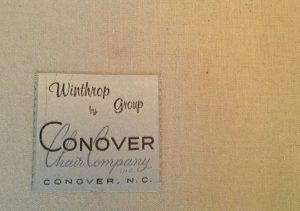 Winthrop
by Group
CONOVER
Chair Company
INC.
CONOVER, N.C.